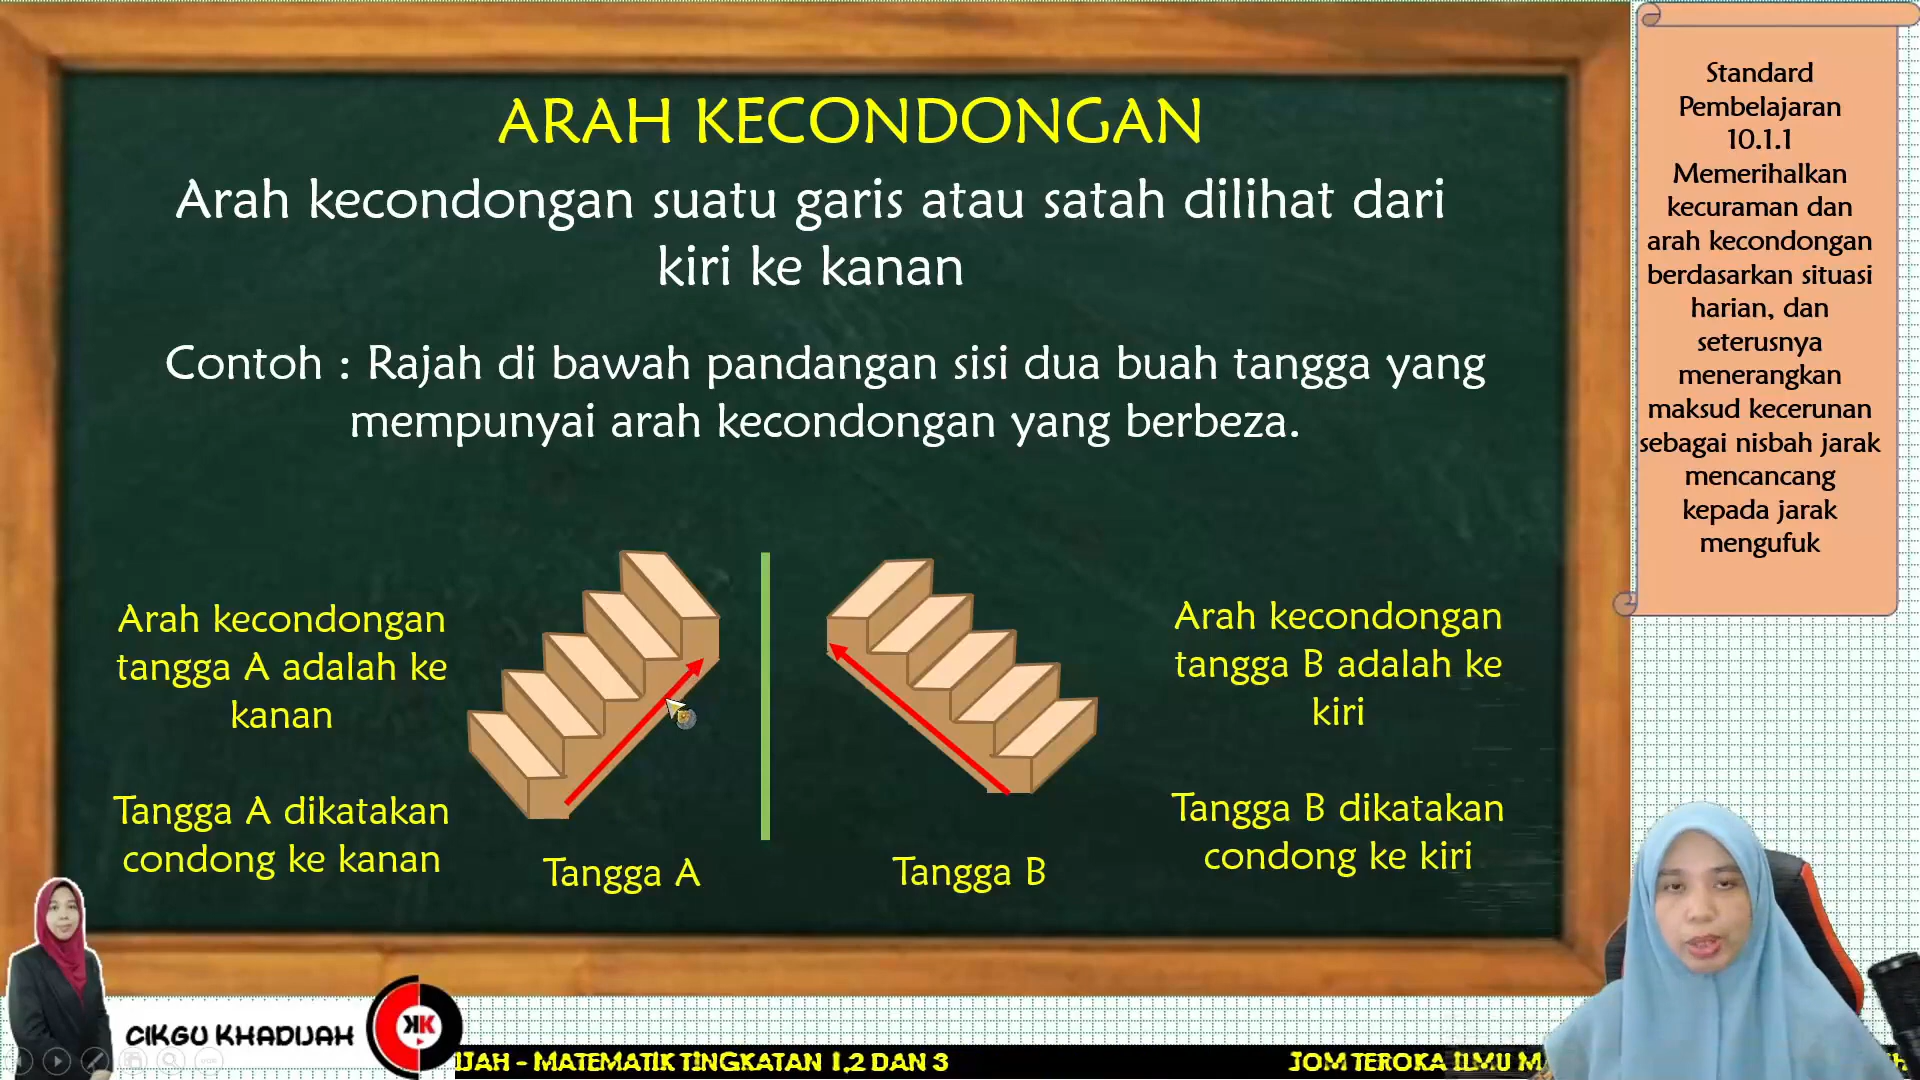 ARAH KECONDONGAN
Arah kecondongan suatu garis atau satah dilihat dari
kiri ke kanan
Contoh : Rajah di bawah pandangan sisi dua buah tangga yang
mempunyai arah kecondongan yang berbeza.
Arah kecondongan
tangga A adalah ke
kanan
Tangga A dikatakan
condong ke kanan
Tangga A
Tangga B
Arah kecondongan
tangga B adalah ke
kiri
Tangga B dikatakan
condong ke kiri
Standard
Pembelajaran
10.1.1
Memerihalkan
kecuraman dan
arah kecondongan
berdasarkan situasi
harian, dan
seterusnya
menerangkan
maksud kecerunan
sebagai nisbah jarak
mencancang
kepada jarak
mengufuk
CIKGU KHADIJAH
KK
IJAH - MATEMATIK TINGKATAN 1,2 DAN 3
JOM TEROKA ILMU